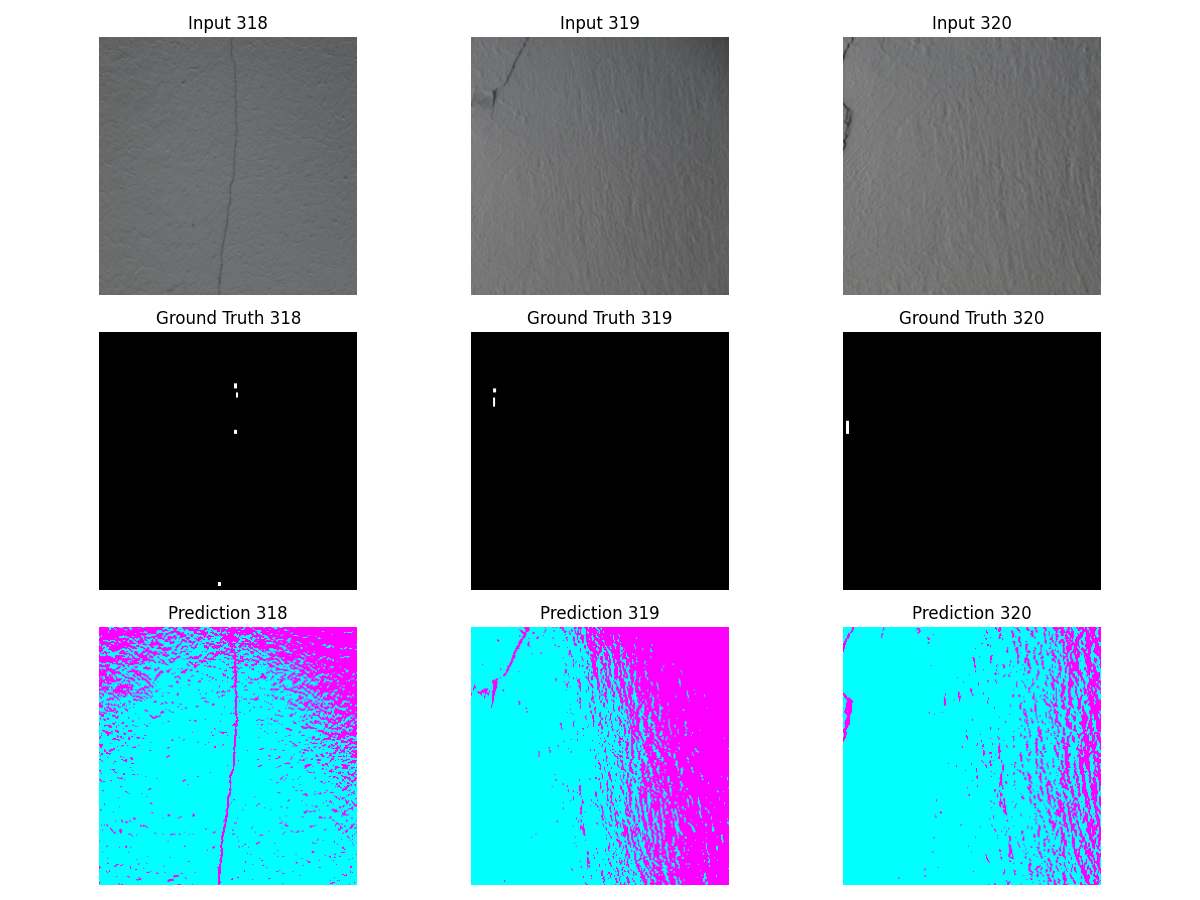 Input 318
Input 319
Input 320
Ground Truth 318
Ground Truth 319
Ground Truth 320
Prediction 318
Prediction 319
Prediction 320